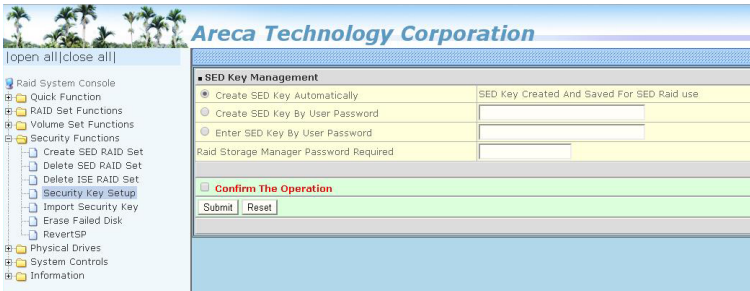 Areca Technology Corporation
|open all|close all|
Raid System Console
Quick Function
RAID Set Functions
Volume Set Functions
Security Functions
Create SED RAID Set
Delete SED RAID Set
Delete ISE RAID Set
Security Key Setup
Import Security Key
Erase Failed Disk
RevertSP
Physical Drives
System Controls
Information
SED Key Management
Create SED Key Automatically SED Key Created And Saved For SED Raid use
Create SED Key By User Password
Enter SED Key By User Password
Raid Storage Manager Password Required
Confirm The Operation
Submit Reset